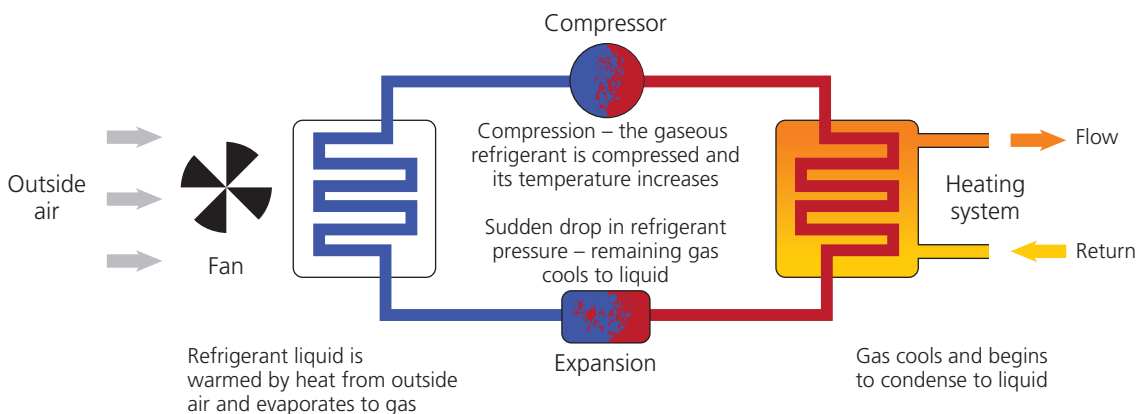 Compressor
Compression – the gaseous
refrigerant is compressed and
its temperature increases
Flow
Outside
air
Heating
system
Sudden drop in refrigerant
pressure – remaining gas
cools to liquid
Return
Fan
Expansion
Refrigerant liquid is
warmed by heat from outside
air and evaporates to gas
Gas cools and begins
to condense to liquid